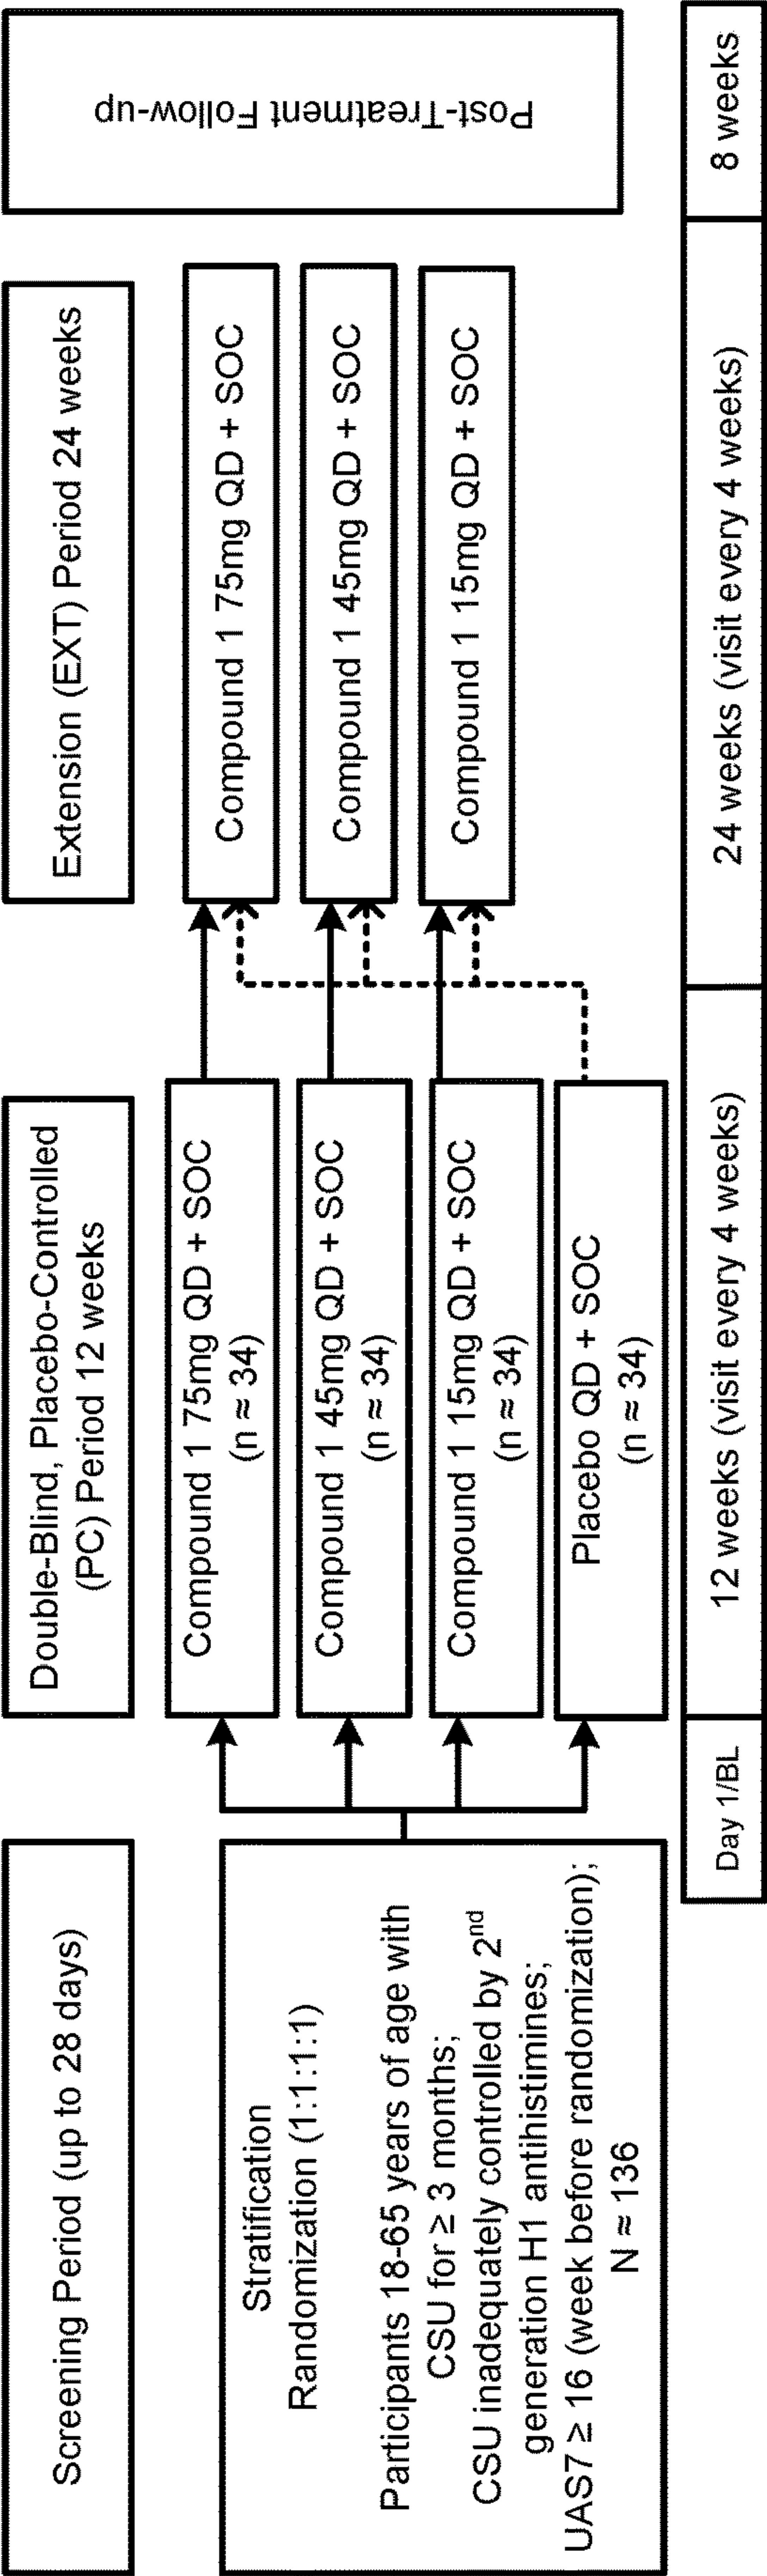 Screening Period (up to 28 days)
Double-Blind, Placebo-Controlled
(PC) Period 12 weeks
Extension (EXT) Period 24 weeks
Post-Treatment Follow-up
Stratification
Randomization (1:1:1:1)
Participants 18-65 years of age with
CSU for ≥ 3 months;
CSU inadequately controlled by 2nd
generation H1 antihistimines;
UAS7 ≥ 16 (week before randomization);
N ≈ 136
Compound 1 75mg QD + SOC
(n ≈ 34)
Compound 1 45mg QD + SOC
(n ≈ 34)
Compound 1 15mg QD + SOC
(n ≈ 34)
Placebo QD + SOC
(n ≈ 34)
Compound 1 75mg QD + SOC
Compound 1 45mg QD + SOC
Compound 1 15mg QD + SOC
Day 1/BL
12 weeks (visit every 4 weeks)
24 weeks (visit every 4 weeks)
8 weeks